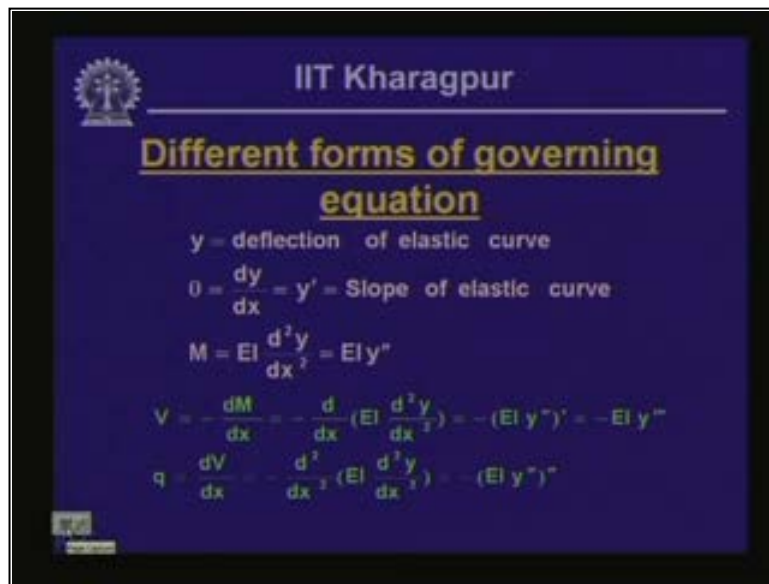 IIT Kharagpur
Different forms of governing
equation
y = deflection of elastic curve
0 = dy/dx = y' = Slope of elastic curve
M = EI d²y/dx² = EI y"
V = - dM/dx = - d/dx (EI d²y/dx²) = -(EI y")' = -EI y'''
q = dV/dx = - d²/dx² (EI d²y/dx²) = -(EI y")"